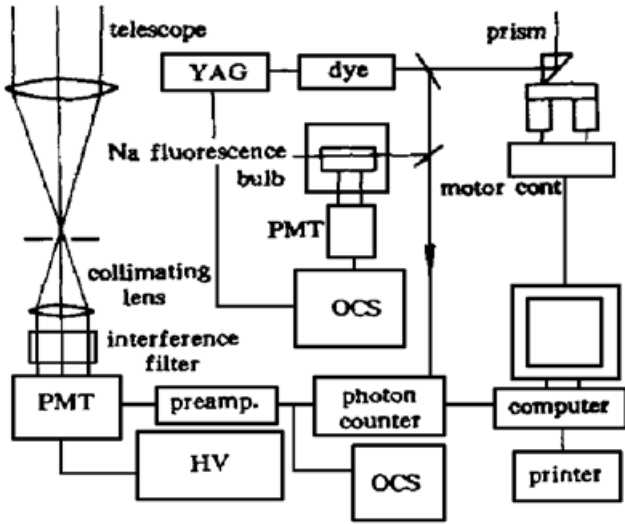 telescope
prism
YAG
dye
Na fluorescence
bulb
motor cont
PMT
collimating
lens
OCS
interference
filter
PMT
preamp.
photon
counter
computer
HV
OCS
printer